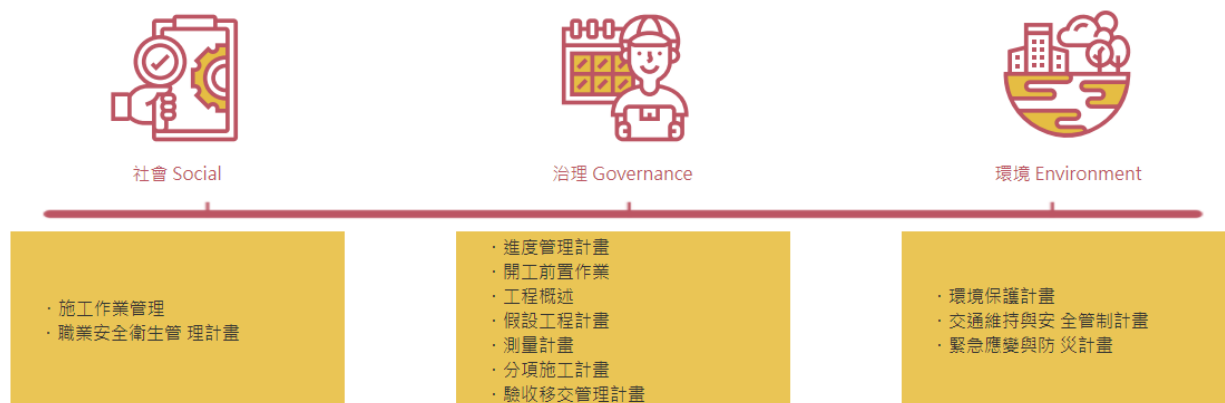 社會 Social
治理 Governance
環境 Environment
· 施工作業管理
· 職業安全衛生管 理計畫
· 進度管理計畫
· 開工前置作業
· 工程概述
· 假設工程計畫
· 測量計畫
· 分項施工計畫
· 驗收移交管理計畫
· 環境保護計畫
· 交通維持與安 全管制計畫
· 緊急應變與防 災計畫